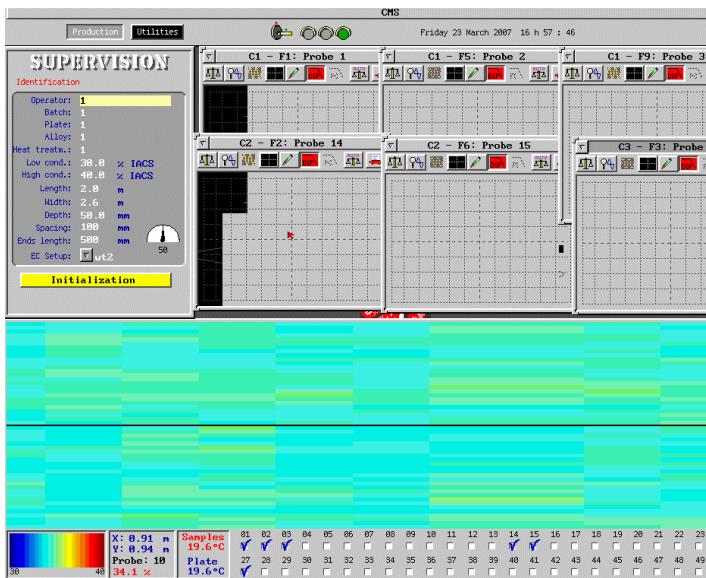 CMS
Production Utilities Friday 23 March 2007 16 h 57 : 46
SUPERVISION
Identification
Operator: 1
Batch: 1
Plate: 1
Alloy: 1
Heat treatm.: 1
Low cond.: 30.0 % IACS
High cond.: 40.0 % IACS
Length: 2.0 m
Width: 2.6 m
Depth: 50.0 mm
Spacing: 100 mm
Ends length: 500 mm
50
EC Setup: ut2
Initialization
C1 - F1: Probe 1
C1 - F5: Probe 2
C1 - F9: Probe 3
C2 - F2: Probe 14
C2 - F6: Probe 15
C3 - F3: Probe
30 40
X: 0.91 m
Y: 0.94 m
Probe: 10
34.1 %
Samples
19.6°C
Plate
19.6°C
01 02 03 04 05 06 07 08 09 10 11 12 13 14 15 16 17 18 19 20 21 22 23
27 28 29 30 31 32 33 34 35 36 37 38 39 40 41 42 43 44 45 46 47 48 49